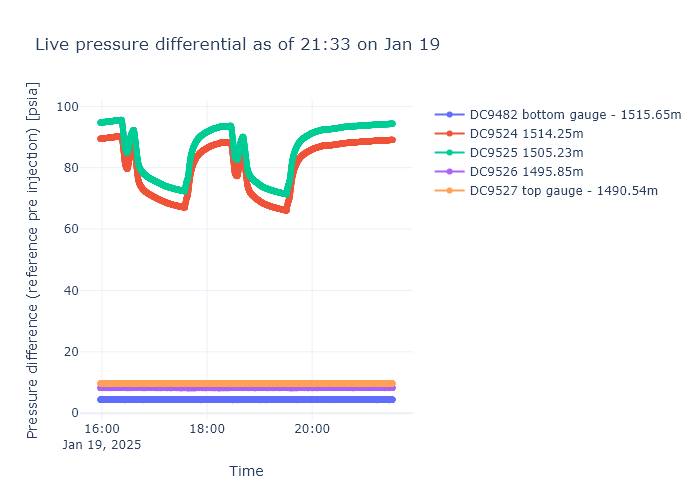 Live pressure differential as of 21:33 on Jan 19
Pressure difference (reference pre injection) [psia]
100
80
60
40
20
0
16:00
Jan 19, 2025
18:00
20:00
Time
DC9482 bottom gauge - 1515.65m
DC9524 1514.25m
DC9525 1505.23m
DC9526 1495.85m
DC9527 top gauge - 1490.54m